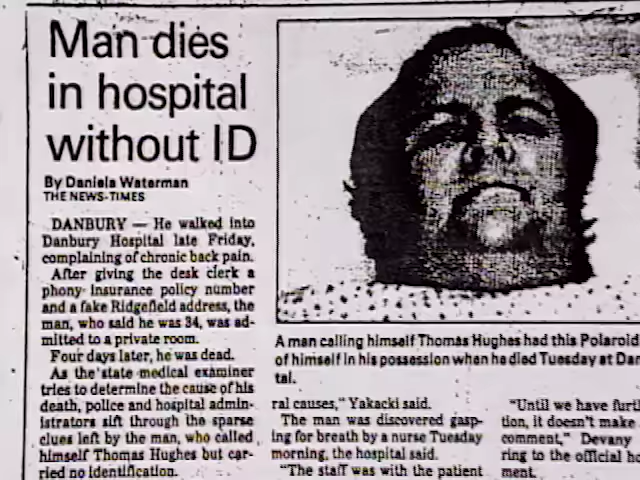 Man dies
in hospital
without ID
By Daniela Waterman
THE NEWS-TIMES
DANBURY — He walked into
Danbury Hospital late Friday,
complaining of chronic back pain.
After giving the desk clerk a
phony insurance policy number
and a fake Ridgefield address, the
man, who said he was 34, was ad-
mitted to a private room.
Four days later, he was dead.
As the state medical examiner
tries to determine the cause of his
death, police and hospital admin-
istrators sift through the sparse
clues left by the man, who called
himself Thomas Hughes but car-
ried no identification.
A man calling himself Thomas Hughes had this Polaroid
of himself in his possession when he died Tuesday at Dan
tal.
ral causes," Yakacki said.
The man was discovered gasp-
ing for breath by a nurse Tuesday
morning, the hospital said.
"The staff was with the patient
"Until we have furt
tion, it doesn't make
comment," Devany
ring to the official ho
ment.